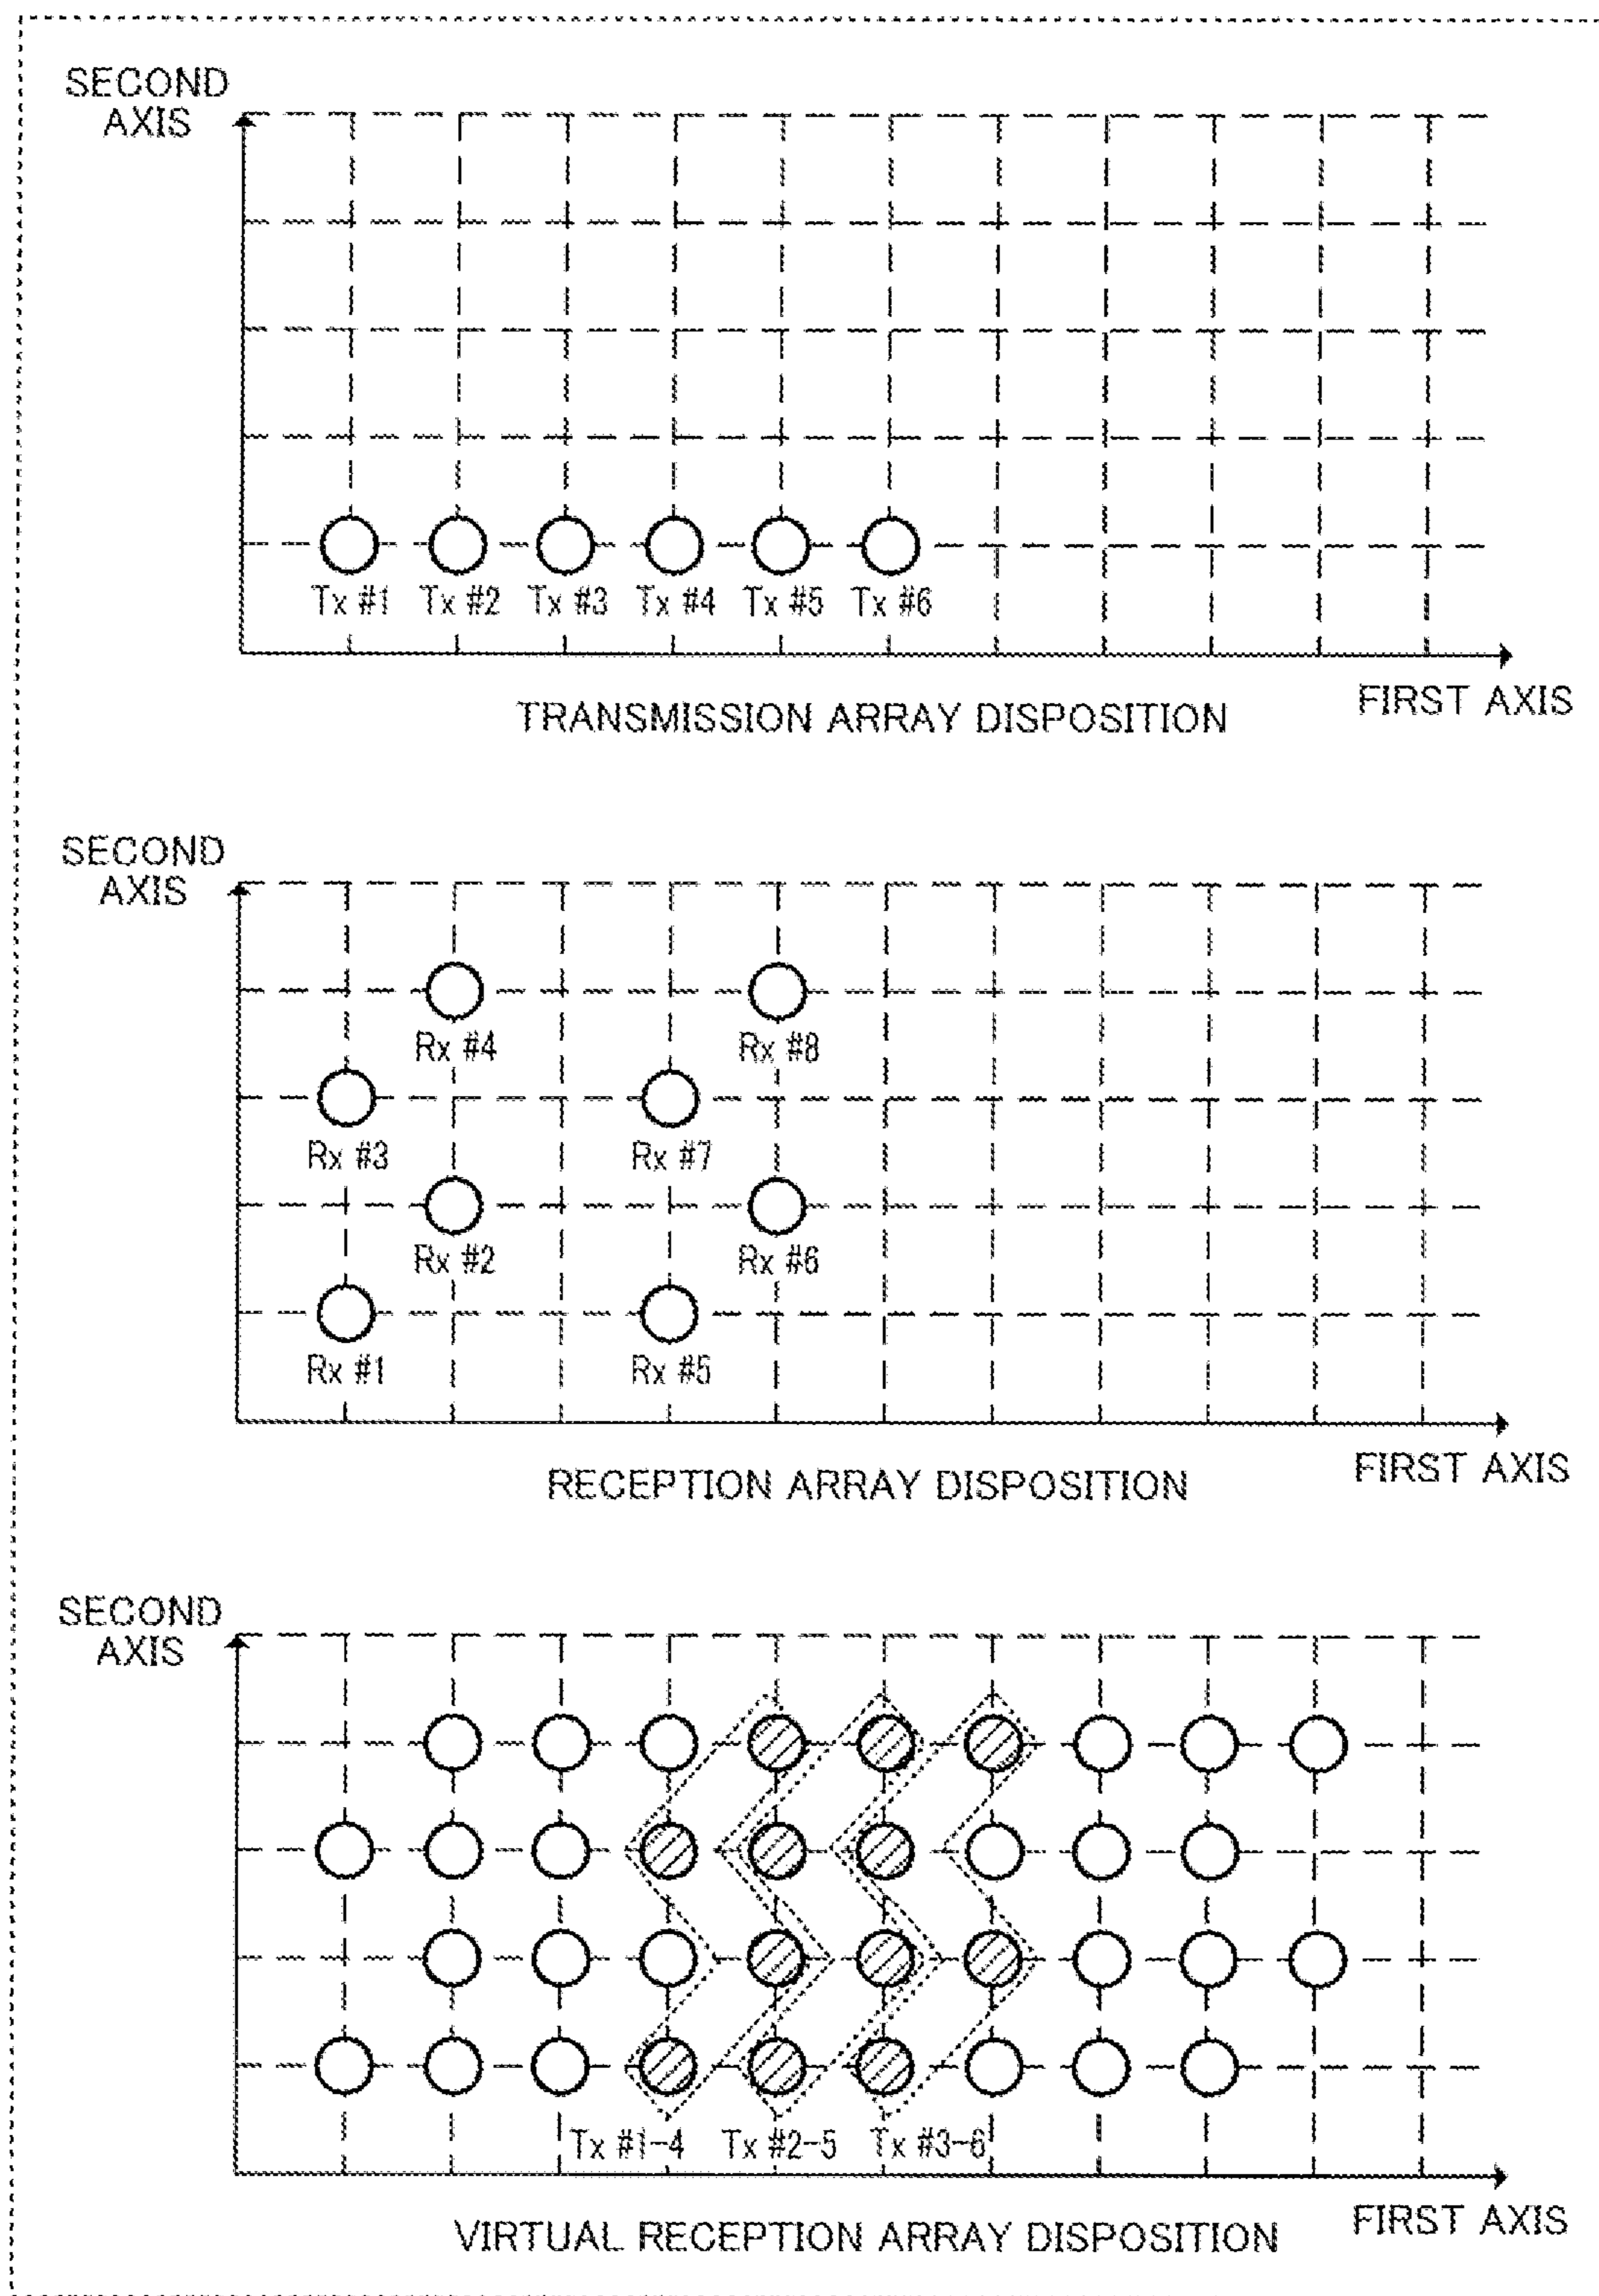 SECOND
AXIS
Tx #1 Tx #2 Tx #3 Tx #4 Tx #5 Tx #6
FIRST AXIS
TRANSMISSION ARRAY DISPOSITION
SECOND
AXIS
Rx #4 Rx #8
Rx #3 Rx #7
Rx #2 Rx #6
Rx #1 Rx #5
FIRST AXIS
RECEPTION ARRAY DISPOSITION
SECOND
AXIS
Tx #1-4 Tx #2-5 Tx #3-6
FIRST AXIS
VIRTUAL RECEPTION ARRAY DISPOSITION